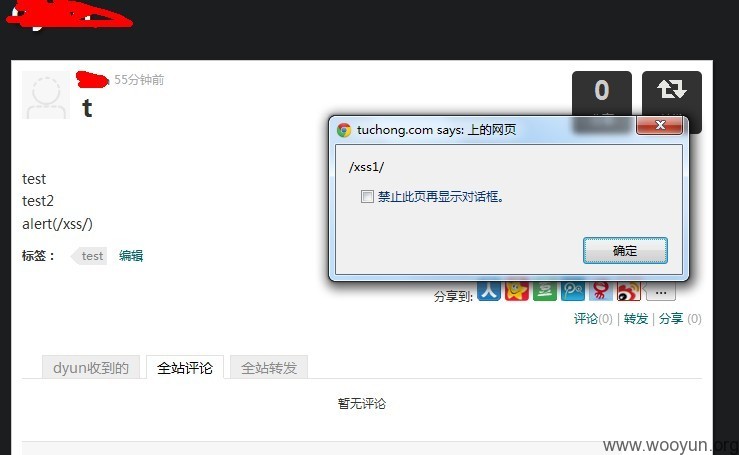 55分钟前
t
0
tuchong.com says: 上的网页
/xss1/
禁止此页再显示对话框。
确定
test
test2
alert(/xss/)
标签： test 编辑
分享到: ...
评论(0) | 转发 | 分享 (0)
dyun收到的 全站评论 全站转发
暂无评论
www.wooyun.org